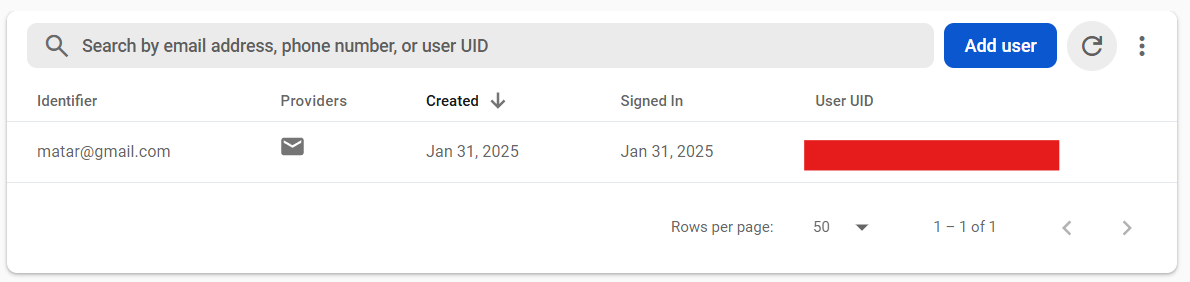 Search by email address, phone number, or user UID Add user
Identifier Providers Created Signed In User UID
matar@gmail.com Jan 31, 2025 Jan 31, 2025
Rows per page: 50 1 – 1 of 1